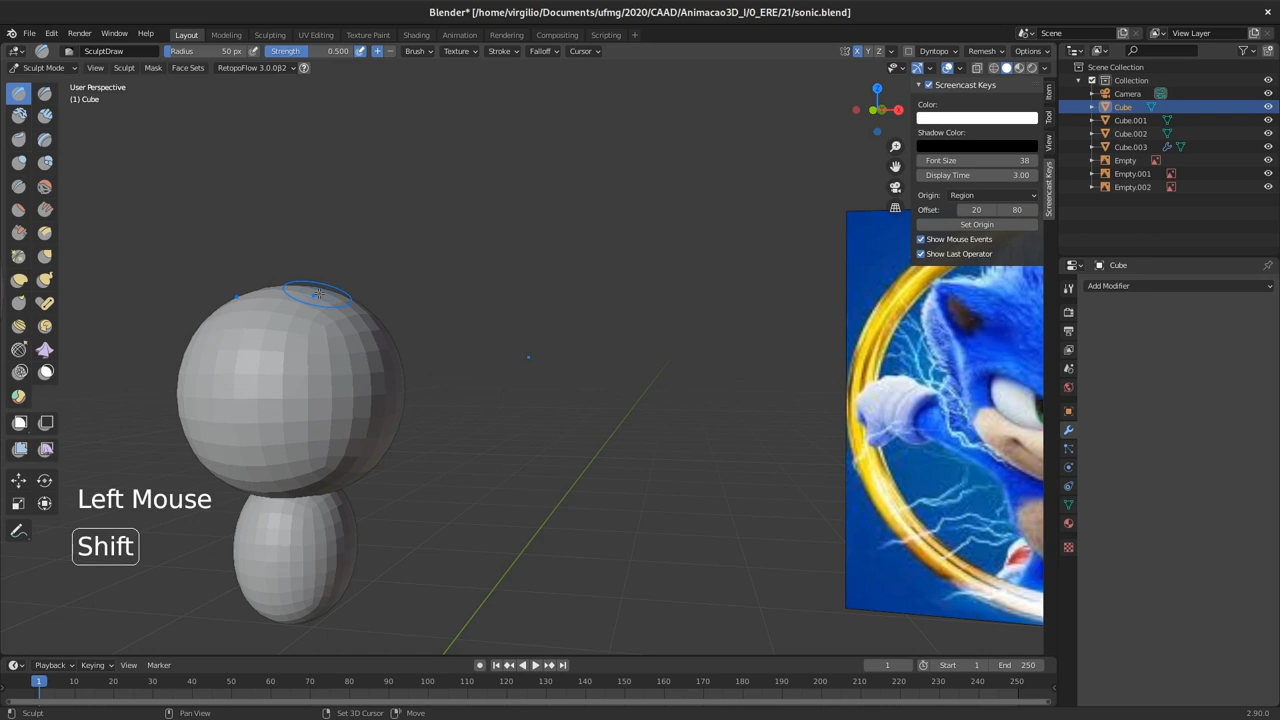 Blender* [/home/virgilio/Documents/ufmg/2020/CAAD/Animacao3D_I/0_ERE/21/sonic.blend]
File Edit Render Window Help
Layout Modeling Sculpting UV Editing Texture Paint Shading Animation Rendering Compositing Scripting
Scene
View Layer
SculptDraw
Radius 50 px
Strength 0.500
Brush Texture Stroke Falloff Cursor
X Y Z
Dyntopo Remesh Options
Sculpt Mode View Sculpt Mask Face Sets RetopoFlow 3.0.0β2
User Perspective
(1) Cube
X
Z
Screencast Keys
Color:
Shadow Color:
Font Size 38
Display Time 3.00
Origin: Region
Offset: 20 80
Set Origin
Show Mouse Events
Show Last Operator
Item
Tool
View
Screencast Keys
Scene Collection
Collection
Camera
Cube
Cube.001
Cube.002
Cube.003
Empty
Empty.001
Empty.002
Cube
Add Modifier
Left Mouse
Shift
Playback Keying View Marker
1 Start 1 End 250
1 10 20 30 40 50 60 70 80 90 100 110 120 130 140 150 160 170 180 190 200 210 220 230 240 250
Sculpt Pan View Set 3D Cursor Move
2.90.0